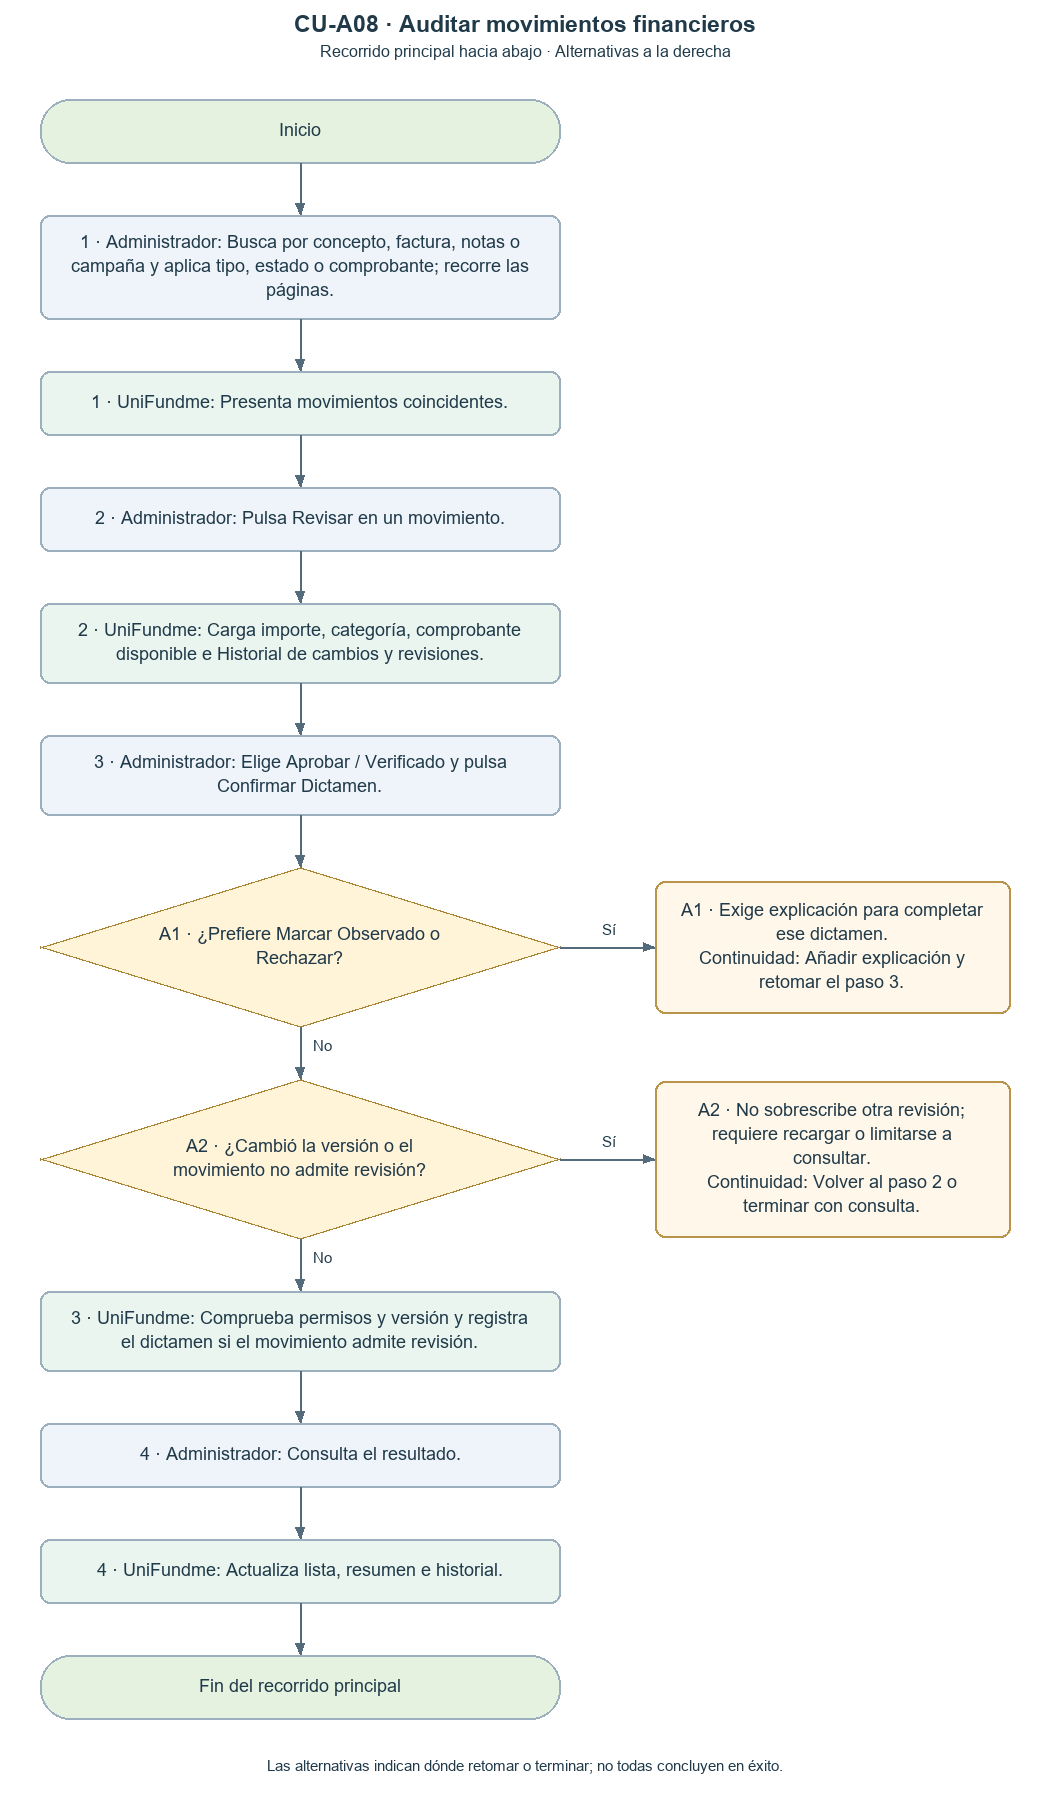 CU-A08 · Auditar movimientos financieros
Recorrido principal hacia abajo · Alternativas a la derecha
Inicio
1 · Administrador: Busca por concepto, factura, notas o
campaña y aplica tipo, estado o comprobante; recorre las
páginas.
1 · UniFundme: Presenta movimientos coincidentes.
2 · Administrador: Pulsa Revisar en un movimiento.
2 · UniFundme: Carga importe, categoría, comprobante
disponible e Historial de cambios y revisiones.
3 · Administrador: Elige Aprobar / Verificado y pulsa
Confirmar Dictamen.
A1 · ¿Prefiere Marcar Observado o
Rechazar?
Sí
A1 · Exige explicación para completar
ese dictamen.
Continuidad: Añadir explicación y
retomar el paso 3.
No
A2 · ¿Cambió la versión o el
movimiento no admite revisión?
Sí
A2 · No sobrescribe otra revisión;
requiere recargar o limitarse a
consultar.
Continuidad: Volver al paso 2 o
terminar con consulta.
No
3 · UniFundme: Comprueba permisos y versión y registra
el dictamen si el movimiento admite revisión.
4 · Administrador: Consulta el resultado.
4 · UniFundme: Actualiza lista, resumen e historial.
Fin del recorrido principal
Las alternativas indican dónde retomar o terminar; no todas concluyen en éxito.